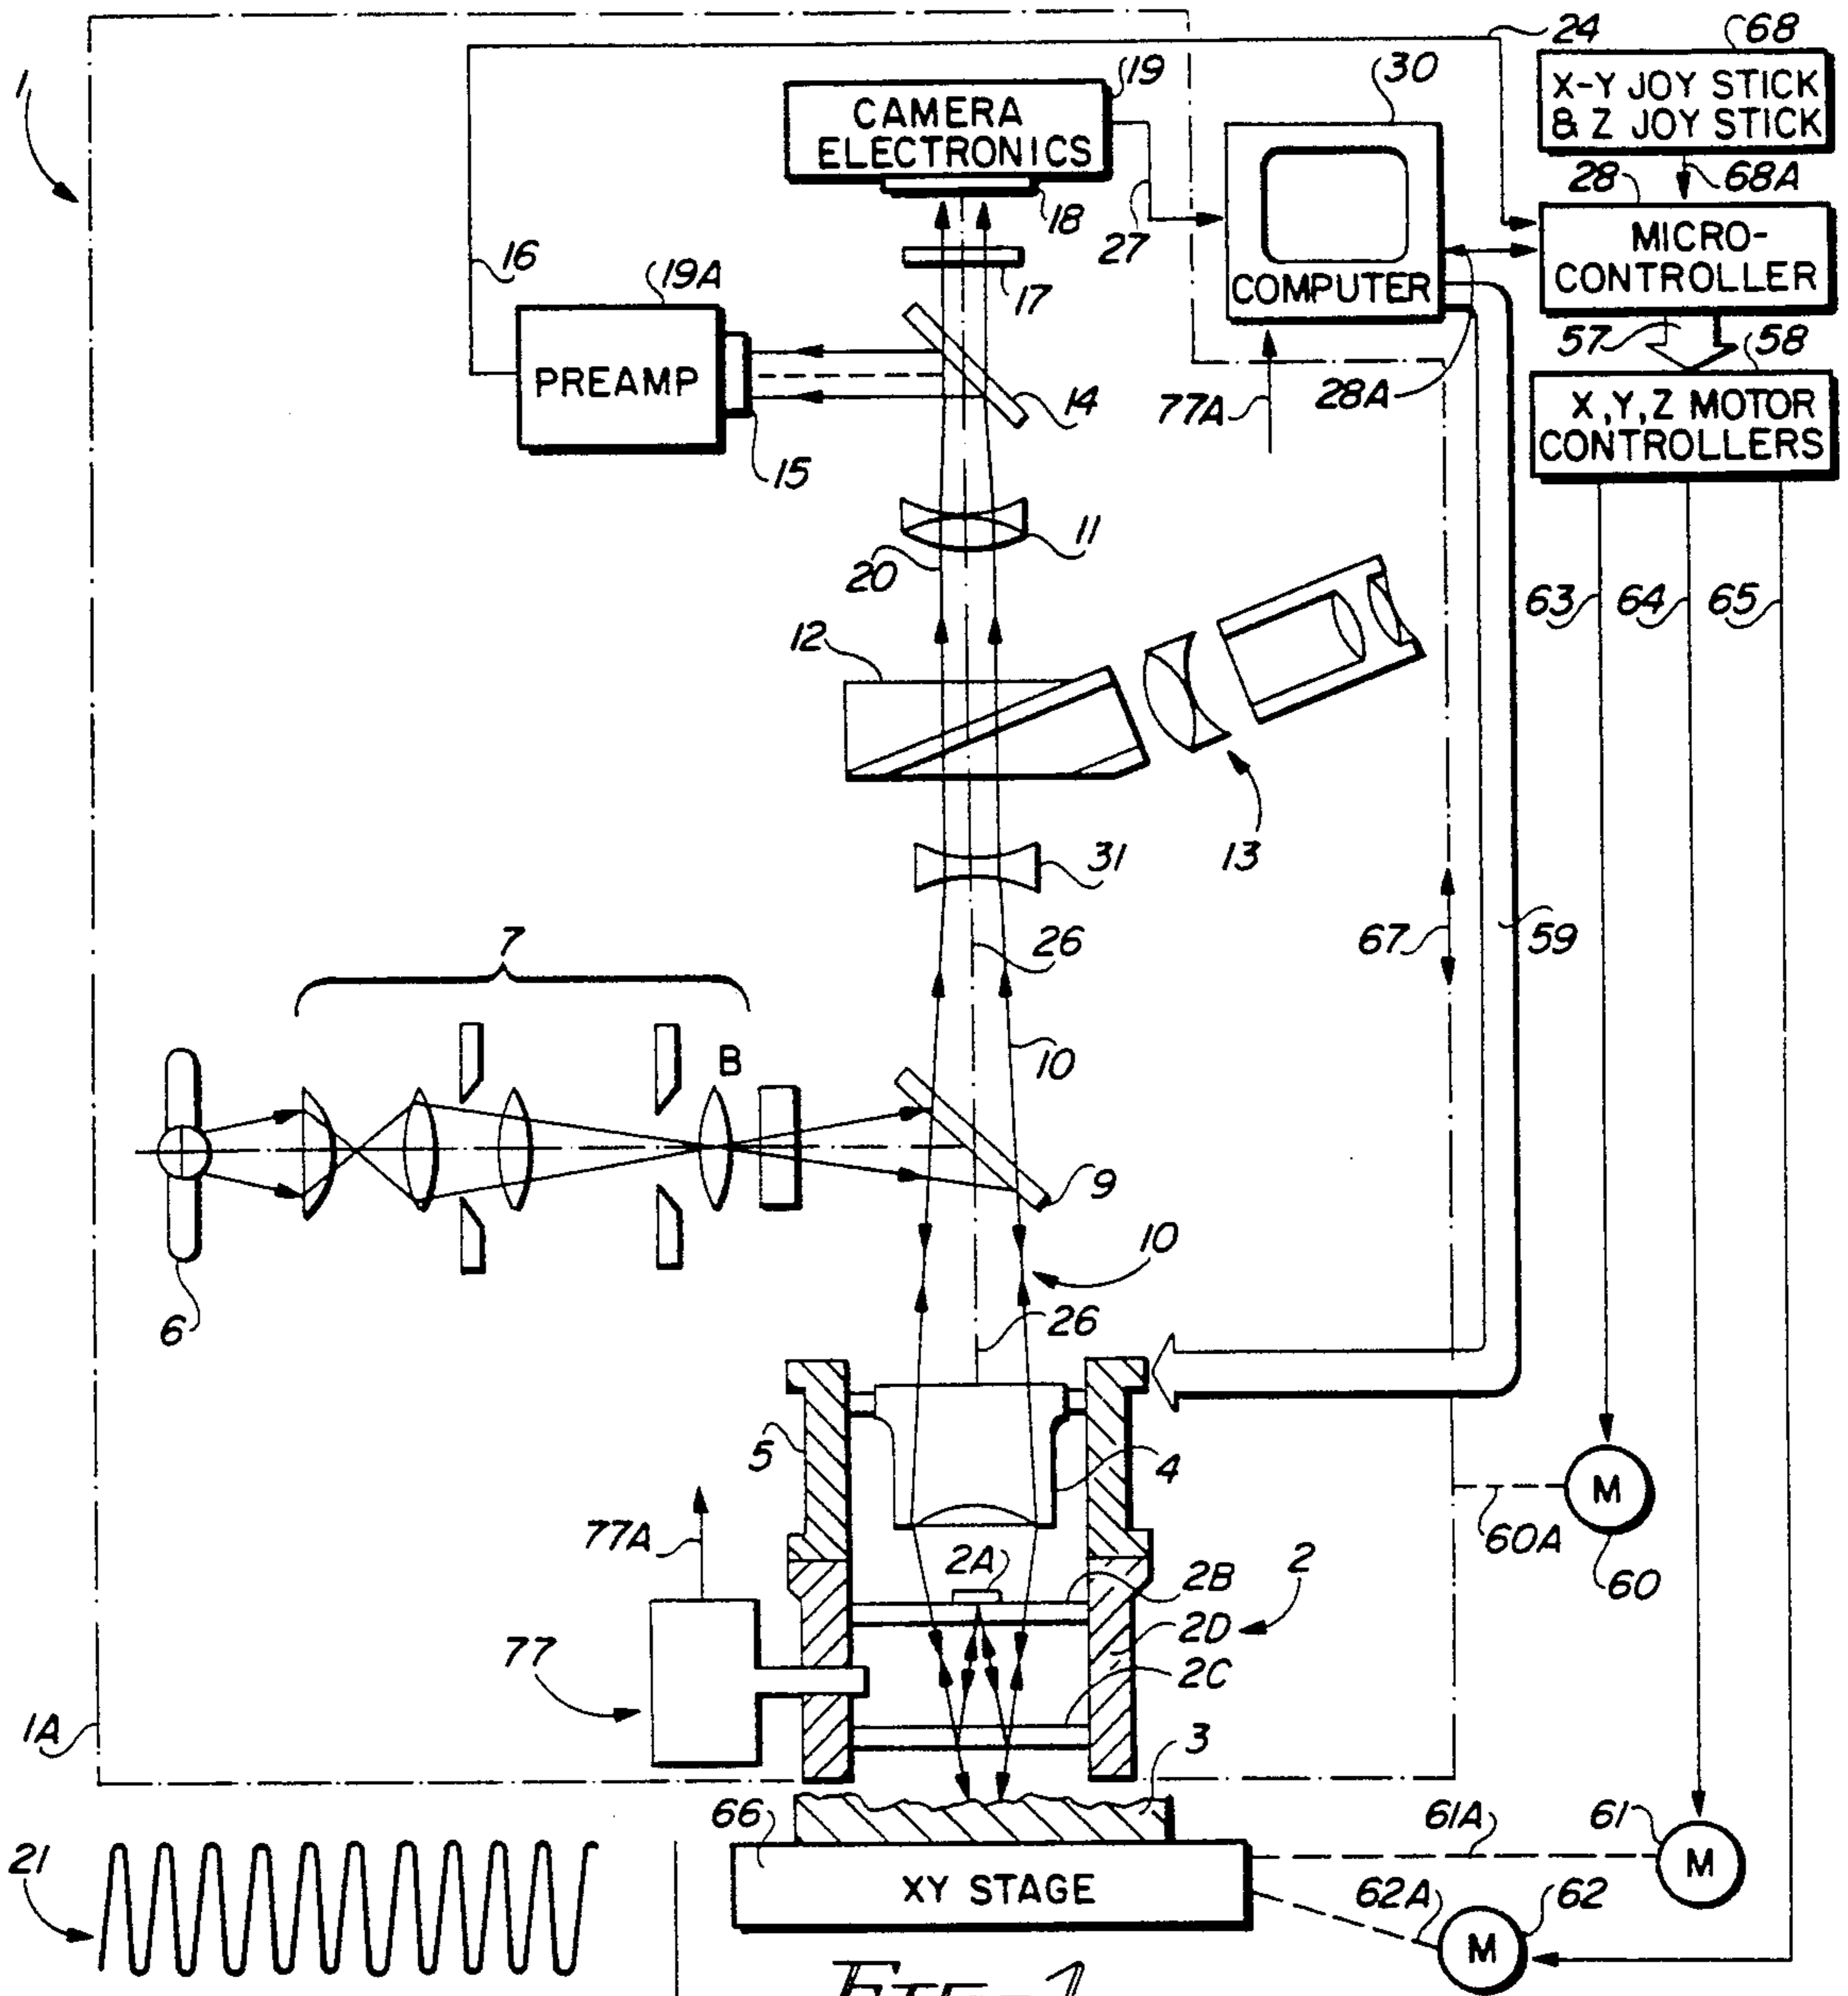 24
68
1
19
30
X-Y JOY STICK
& Z JOY STICK
CAMERA
ELECTRONICS
68A
28
18
27
MICRO-
CONTROLLER
16
19A
17
COMPUTER
57
58
PREAMP
14
77A
28A
X,Y,Z MOTOR
CONTROLLERS
15
11
20
63
64
65
12
13
31
7
26
67
59
B
10
9
10
6
26
5
4
M
77A
60A
60
2A
2B
2
2D
77
2C
1A
3
66
61A
61
M
21
XY STAGE
62A
62
M
FIG-1